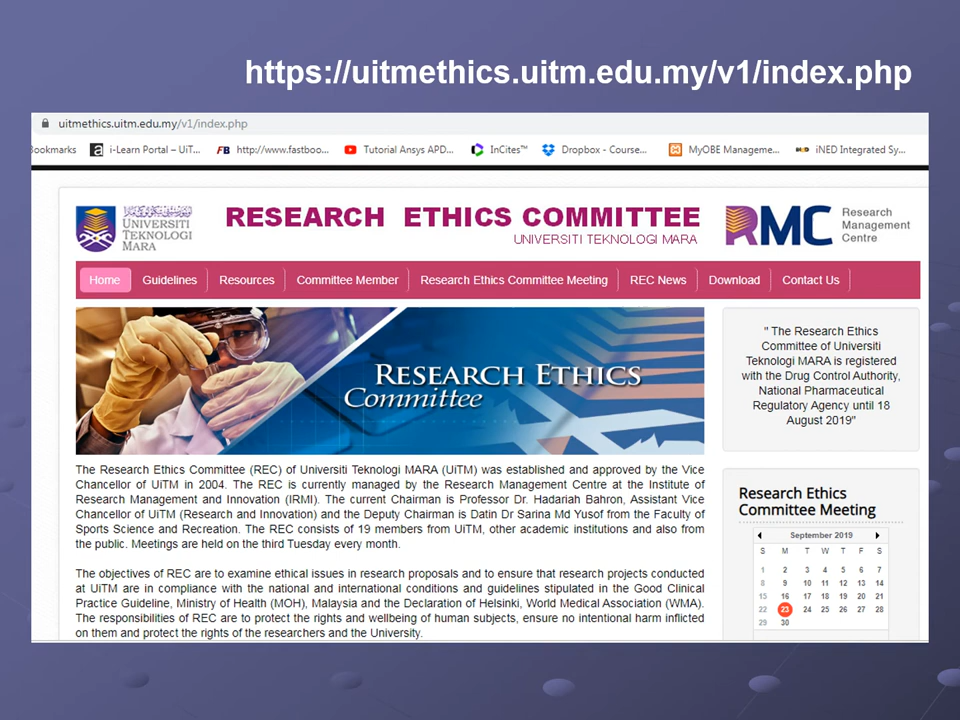 https://uitmethics.uitm.edu.my/v1/index.php
uitmethics.uitm.edu.my/v1/index.php
Bookmarks
i-Learn Portal – UiT...
http://www.fastboo...
Tutorial Ansys APD...
InCites™
Dropbox - Course...
MyOBE Manageme...
iNED Integrated Sy...
UNIVERSITI
TEKNOLOGI
MARA
RESEARCH ETHICS COMMITTEE
UNIVERSITI TEKNOLOGI MARA
RMC
Research
Management
Centre
Home
Guidelines
Resources
Committee Member
Research Ethics Committee Meeting
REC News
Download
Contact Us
RESEARCH ETHICS
Committee
" The Research Ethics
Committee of Universiti
Teknologi MARA is registered
with the Drug Control Authority,
National Pharmaceutical
Regulatory Agency until 18
August 2019"
The Research Ethics Committee (REC) of Universiti Teknologi MARA (UiTM) was established and approved by the Vice
Chancellor of UiTM in 2004. The REC is currently managed by the Research Management Centre at the Institute of
Research Management and Innovation (IRMI). The current Chairman is Professor Dr. Hadariah Bahron, Assistant Vice
Chancellor of UiTM (Research and Innovation) and the Deputy Chairman is Datin Dr Sarina Md Yusof from the Faculty of
Sports Science and Recreation. The REC consists of 19 members from UiTM, other academic institutions and also from
the public. Meetings are held on the third Tuesday every month.
The objectives of REC are to examine ethical issues in research proposals and to ensure that research projects conducted
at UiTM are in compliance with the national and international conditions and guidelines stipulated in the Good Clinical
Practice Guideline, Ministry of Health (MOH), Malaysia and the Declaration of Helsinki, World Medical Association (WMA).
The responsibilities of REC are to protect the rights and wellbeing of human subjects, ensure no intentional harm inflicted
on them and protect the rights of the researchers and the University.
Research Ethics
Committee Meeting
September 2019
S M T W T F S
1 2 3 4 5 6 7
8 9 10 11 12 13 14
15 16 17 18 19 20 21
22 23 24 25 26 27 28
29 30